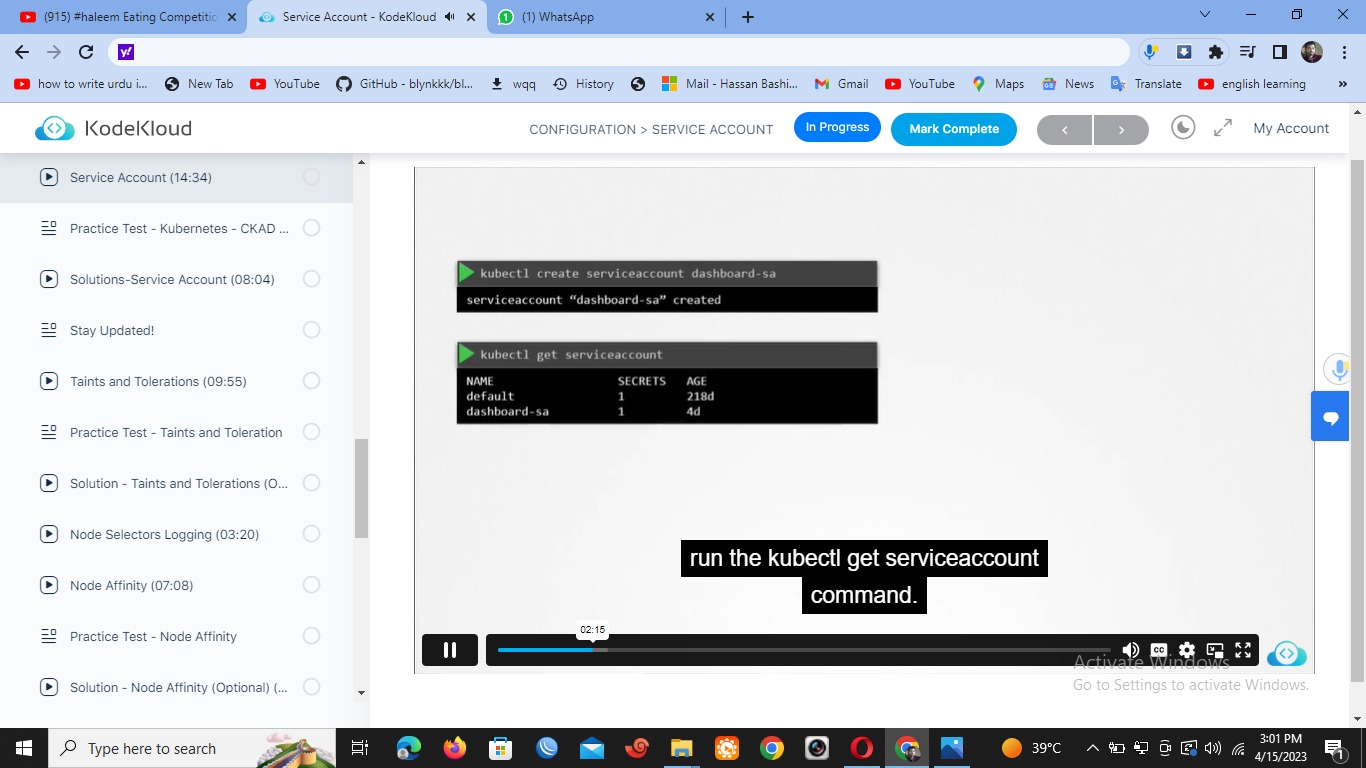 (915) #haleem Eating Competitio
Service Account - KodeKloud
(1) WhatsApp
how to write urdu i...
New Tab
YouTube
GitHub - blynkkk/bl...
wqq
History
Mail - Hassan Bashi...
Gmail
YouTube
Maps
News
Translate
english learning
»
KodeKloud
CONFIGURATION > SERVICE ACCOUNT
In Progress
Mark Complete
My Account
Service Account (14:34)
Practice Test - Kubernetes - CKAD ...
Solutions-Service Account (08:04)
Stay Updated!
Taints and Tolerations (09:55)
Practice Test - Taints and Toleration
Solution - Taints and Tolerations (O...
Node Selectors Logging (03:20)
Node Affinity (07:08)
Practice Test - Node Affinity
Solution - Node Affinity (Optional) (...
kubectl create serviceaccount dashboard-sa
serviceaccount “dashboard-sa” created
kubectl get serviceaccount
NAME SECRETS AGE
default 1 218d
dashboard-sa 1 4d
run the kubectl get serviceaccount
command.
02:15
CC
Activate Windows
Go to Settings to activate Windows.
Type here to search
39°C
3:01 PM
4/15/2023
1